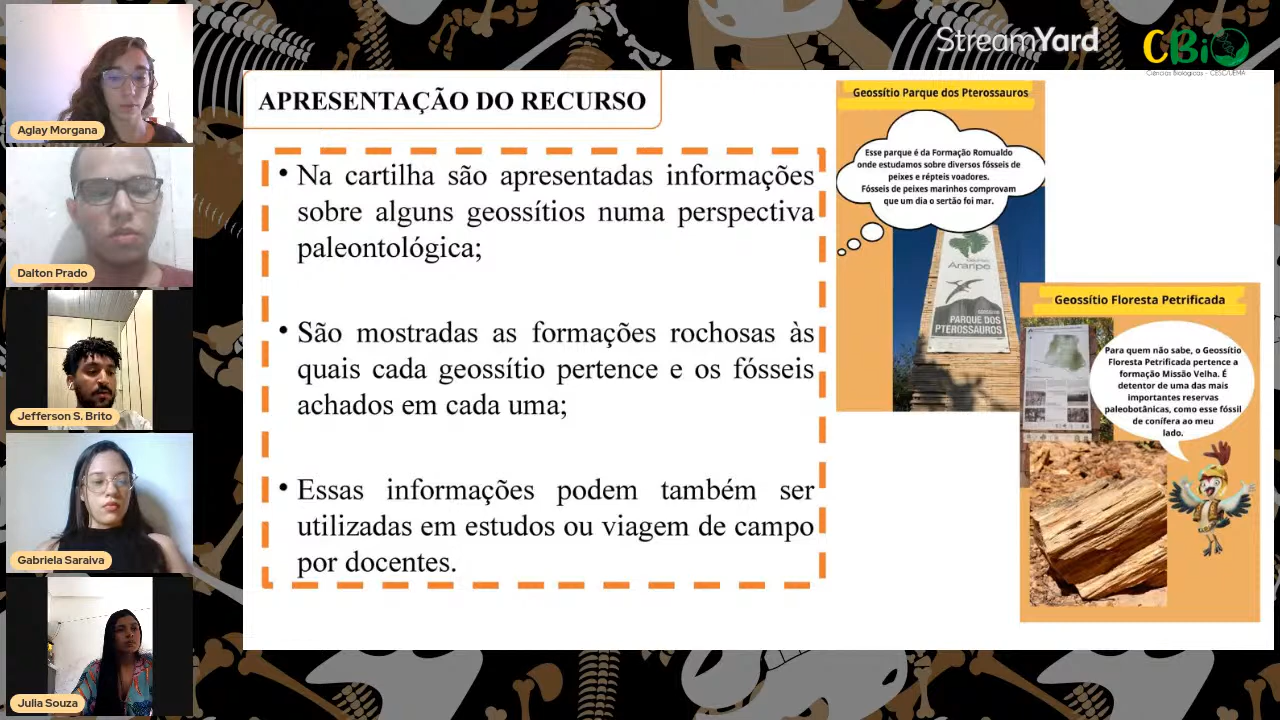 StreamYard
CBiO
Ciências Biológicas - CESC/UEMA
Aglay Morgana
Dalton Prado
Jefferson S. Brito
Gabriela Saraiva
Julia Souza
APRESENTAÇÃO DO RECURSO
• Na cartilha são apresentadas informações
sobre alguns geossítios numa perspectiva
paleontológica;
• São mostradas as formações rochosas às
quais cada geossítio pertence e os fósseis
achados em cada uma;
• Essas informações podem também ser
utilizadas em estudos ou viagem de campo
por docentes.
Geossítio Parque dos Pterossauros
Esse parque é da Formação Romualdo
onde estudamos sobre diversos fósseis de
peixes e répteis voadores.
Fósseis de peixes marinhos comprovam
que um dia o sertão foi mar.
Araripe
PARQUE DOS
PTEROSSAUROS
Geossítio Floresta Petrificada
Para quem não sabe, o Geossítio
Floresta Petrificada pertence a
formação Missão Velha. É
detentor de uma das mais
importantes reservas
paleobotânicas, como esse fóssil
de conífera ao meu
lado.